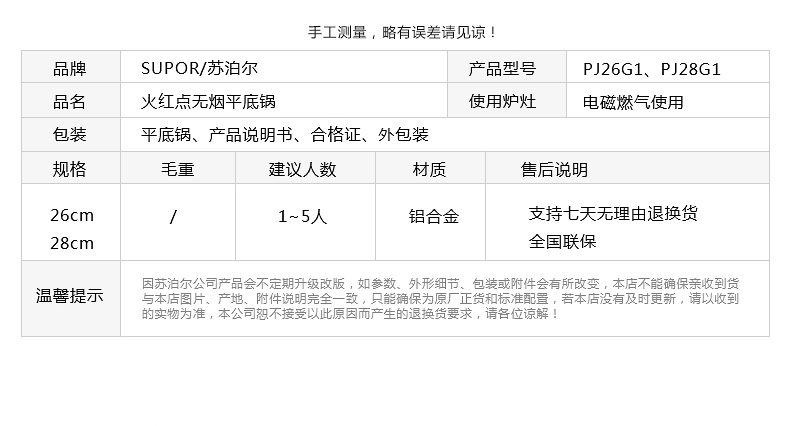 手工测量，略有误差请见谅！
品牌 SUPOR/苏泊尔 产品型号 PJ26G1、PJ28G1
品名 火红点无烟平底锅 使用炉灶 电磁燃气使用
包装 平底锅、产品说明书、合格证、外包装
规格 毛重 建议人数 材质 售后说明
26cm / 1~5人 铝合金 支持七天无理由退换货
28cm 全国联保
温馨提示
因苏泊尔公司产品会不定期升级改版，如参数、外形细节、包装或附件会有所改变，本店不能确保亲收到货
与本店图片、产地、附件说明完全一致，只能确保为原厂正货和标准配置，若本店没有及时更新，请以收到
的实物为准，本公司恕不接受以此原因而产生的退换货要求，请各位谅解！